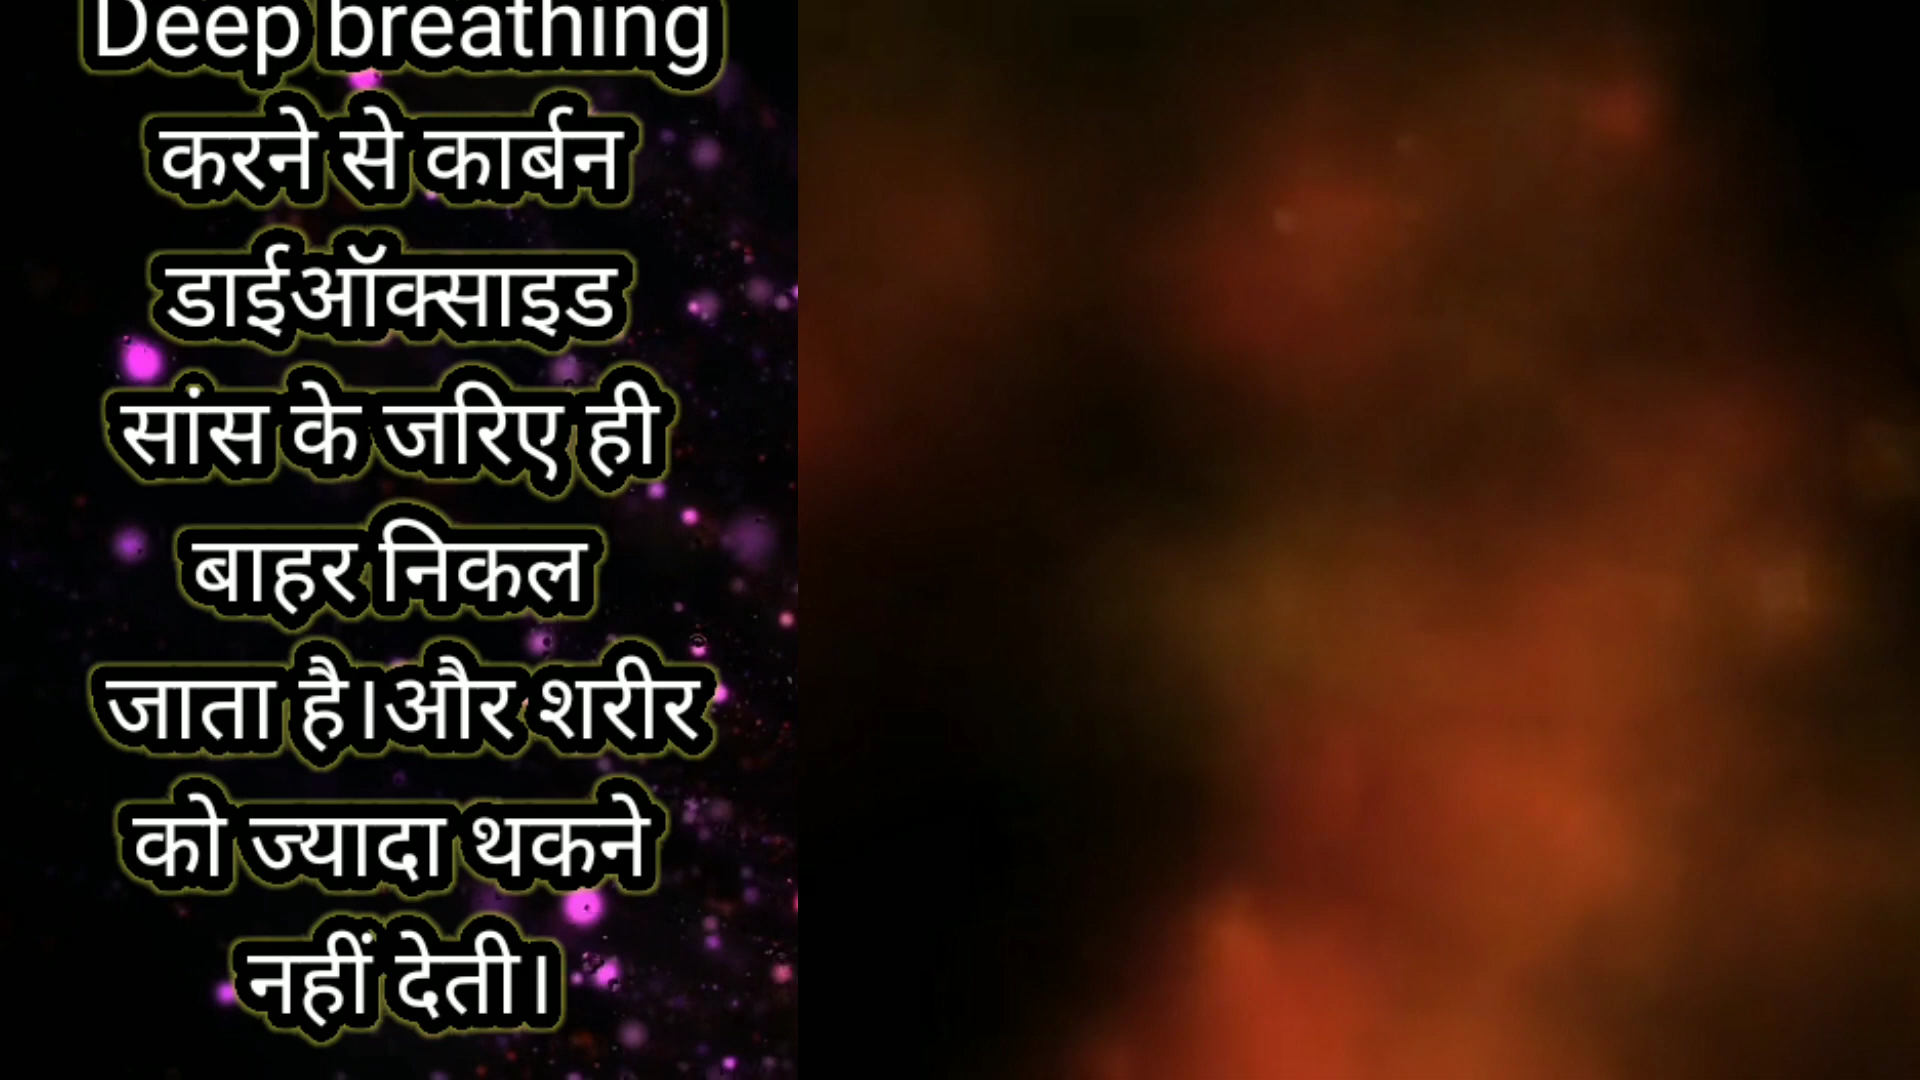 Deep breathing
करने से कार्बन
डाईऑक्साइड
सांस के जरिए ही
बाहर निकल
जाता है।और शरीर
को ज्यादा थकने
नहीं देती।